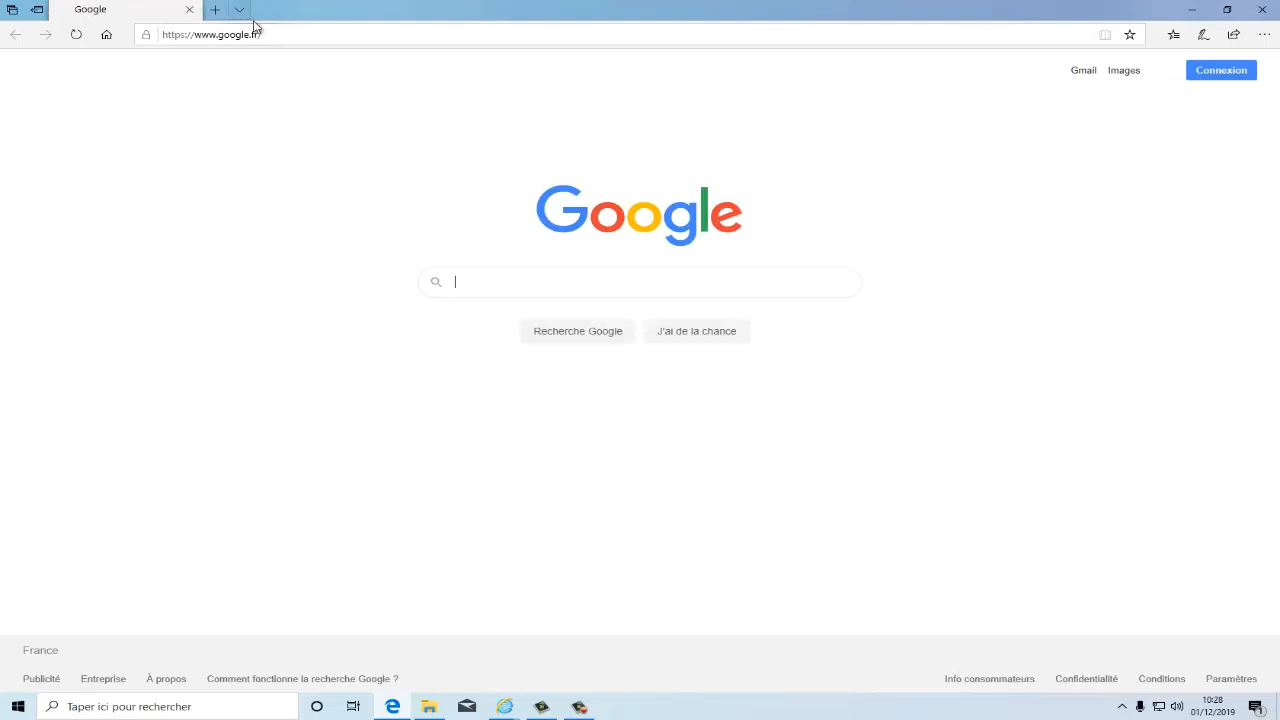 Google
https://www.google.fr/
Gmail Images Connexion
Google
Recherche Google J'ai de la chance
France
Publicité Entreprise À propos Comment fonctionne la recherche Google ? Info consommateurs Confidentialité Conditions Paramètres
Taper ici pour rechercher
10:28
01/12/2019